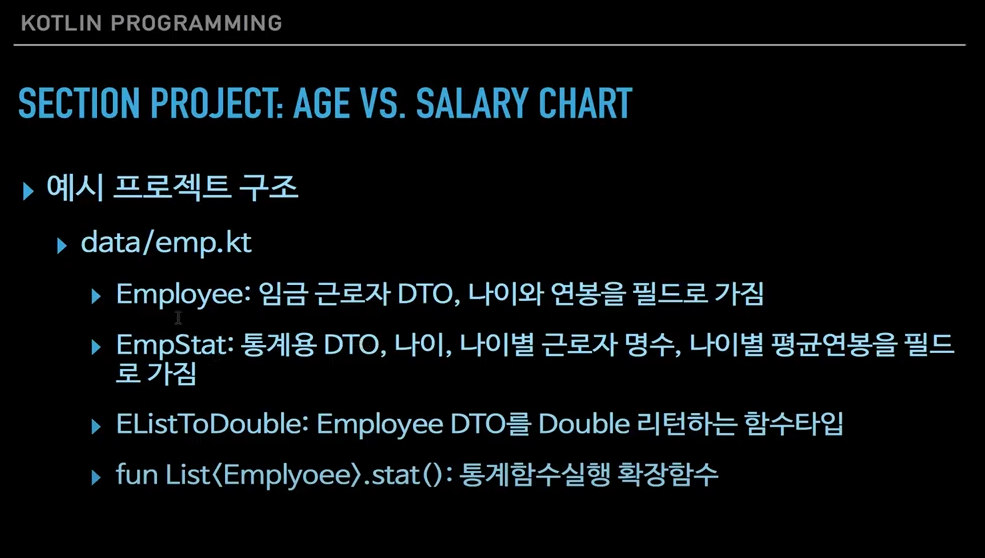 KOTLIN PROGRAMMING
SECTION PROJECT: AGE VS. SALARY CHART
예시 프로젝트 구조
data/emp.kt
Employee: 임금 근로자 DTO, 나이와 연봉을 필드로 가짐
EmpStat: 통계용 DTO, 나이, 나이별 근로자 명수, 나이별 평균연봉을 필드
로 가짐
EListToDouble: Employee DTO를 Double 리턴하는 함수타입
fun List<Emplyoee>.stat(): 통계함수실행 확장함수